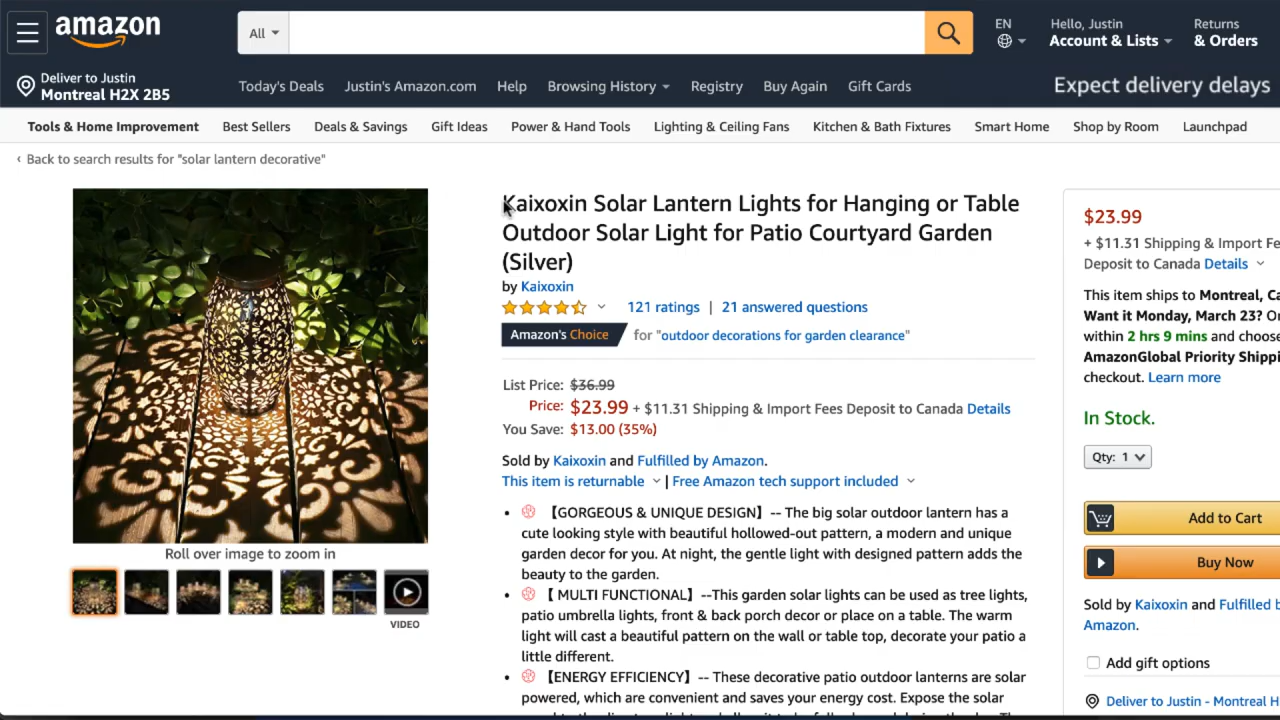 amazon
All
EN
Hello, Justin
Account & Lists
Returns
& Orders
Deliver to Justin
Montreal H2X 2B5
Today's Deals Justin's Amazon.com Help Browsing History Registry Buy Again Gift Cards
Expect delivery delays
Tools & Home Improvement Best Sellers Deals & Savings Gift Ideas Power & Hand Tools Lighting & Ceiling Fans Kitchen & Bath Fixtures Smart Home Shop by Room Launchpad
‹ Back to search results for "solar lantern decorative"
Kaixoxin Solar Lantern Lights for Hanging or Table
Outdoor Solar Light for Patio Courtyard Garden
(Silver)
by Kaixoxin
121 ratings | 21 answered questions
Amazon's Choice for "outdoor decorations for garden clearance"
List Price: $36.99
Price: $23.99 + $11.31 Shipping & Import Fees Deposit to Canada Details
You Save: $13.00 (35%)
Sold by Kaixoxin and Fulfilled by Amazon.
This item is returnable | Free Amazon tech support included
• 【GORGEOUS & UNIQUE DESIGN】-- The big solar outdoor lantern has a
cute looking style with beautiful hollowed-out pattern, a modern and unique
garden decor for you. At night, the gentle light with designed pattern adds the
beauty to the garden.
• 【 MULTI FUNCTIONAL】--This garden solar lights can be used as tree lights,
patio umbrella lights, front & back porch decor or place on a table. The warm
light will cast a beautiful pattern on the wall or table top, decorate your patio a
little different.
• 【ENERGY EFFICIENCY】-- These decorative patio outdoor lanterns are solar
powered, which are convenient and saves your energy cost. Expose the solar
Roll over image to zoom in
VIDEO
$23.99
+ $11.31 Shipping & Import Fe
Deposit to Canada Details
This item ships to Montreal, Ca
Want it Monday, March 23? Or
within 2 hrs 9 mins and choose
AmazonGlobal Priority Shippi
checkout. Learn more
In Stock.
Qty: 1
Add to Cart
Buy Now
Sold by Kaixoxin and Fulfilled b
Amazon.
Add gift options
Deliver to Justin - Montreal H